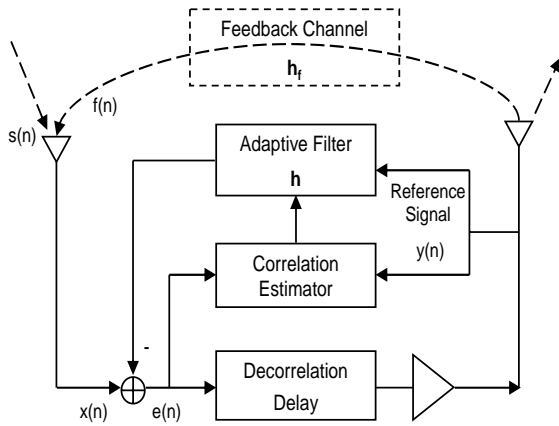 Feedback Channel
h_f
f(n)
s(n)
Adaptive Filter
h
Reference
Signal
y(n)
Correlation
Estimator
-
Decorrelation
Delay
x(n)
e(n)